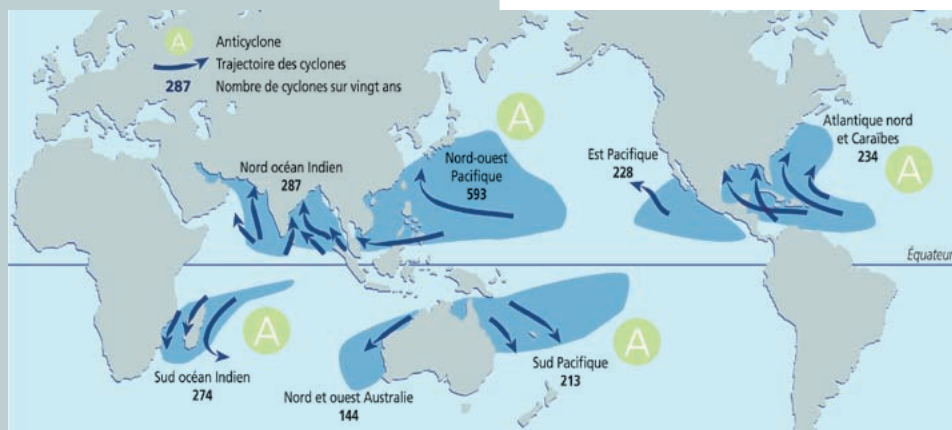 A Anticyclone
Trajectoire des cyclones
287 Nombre de cyclones sur vingt ans
A
Atlantique nord
et Caraïbes
234
A
Nord océan Indien
287
Nord-ouest
Pacifique
593
Est Pacifique
228
Équateur
A
Sud océan Indien
274
Nord et ouest Australie
144
A
Sud Pacifique
213